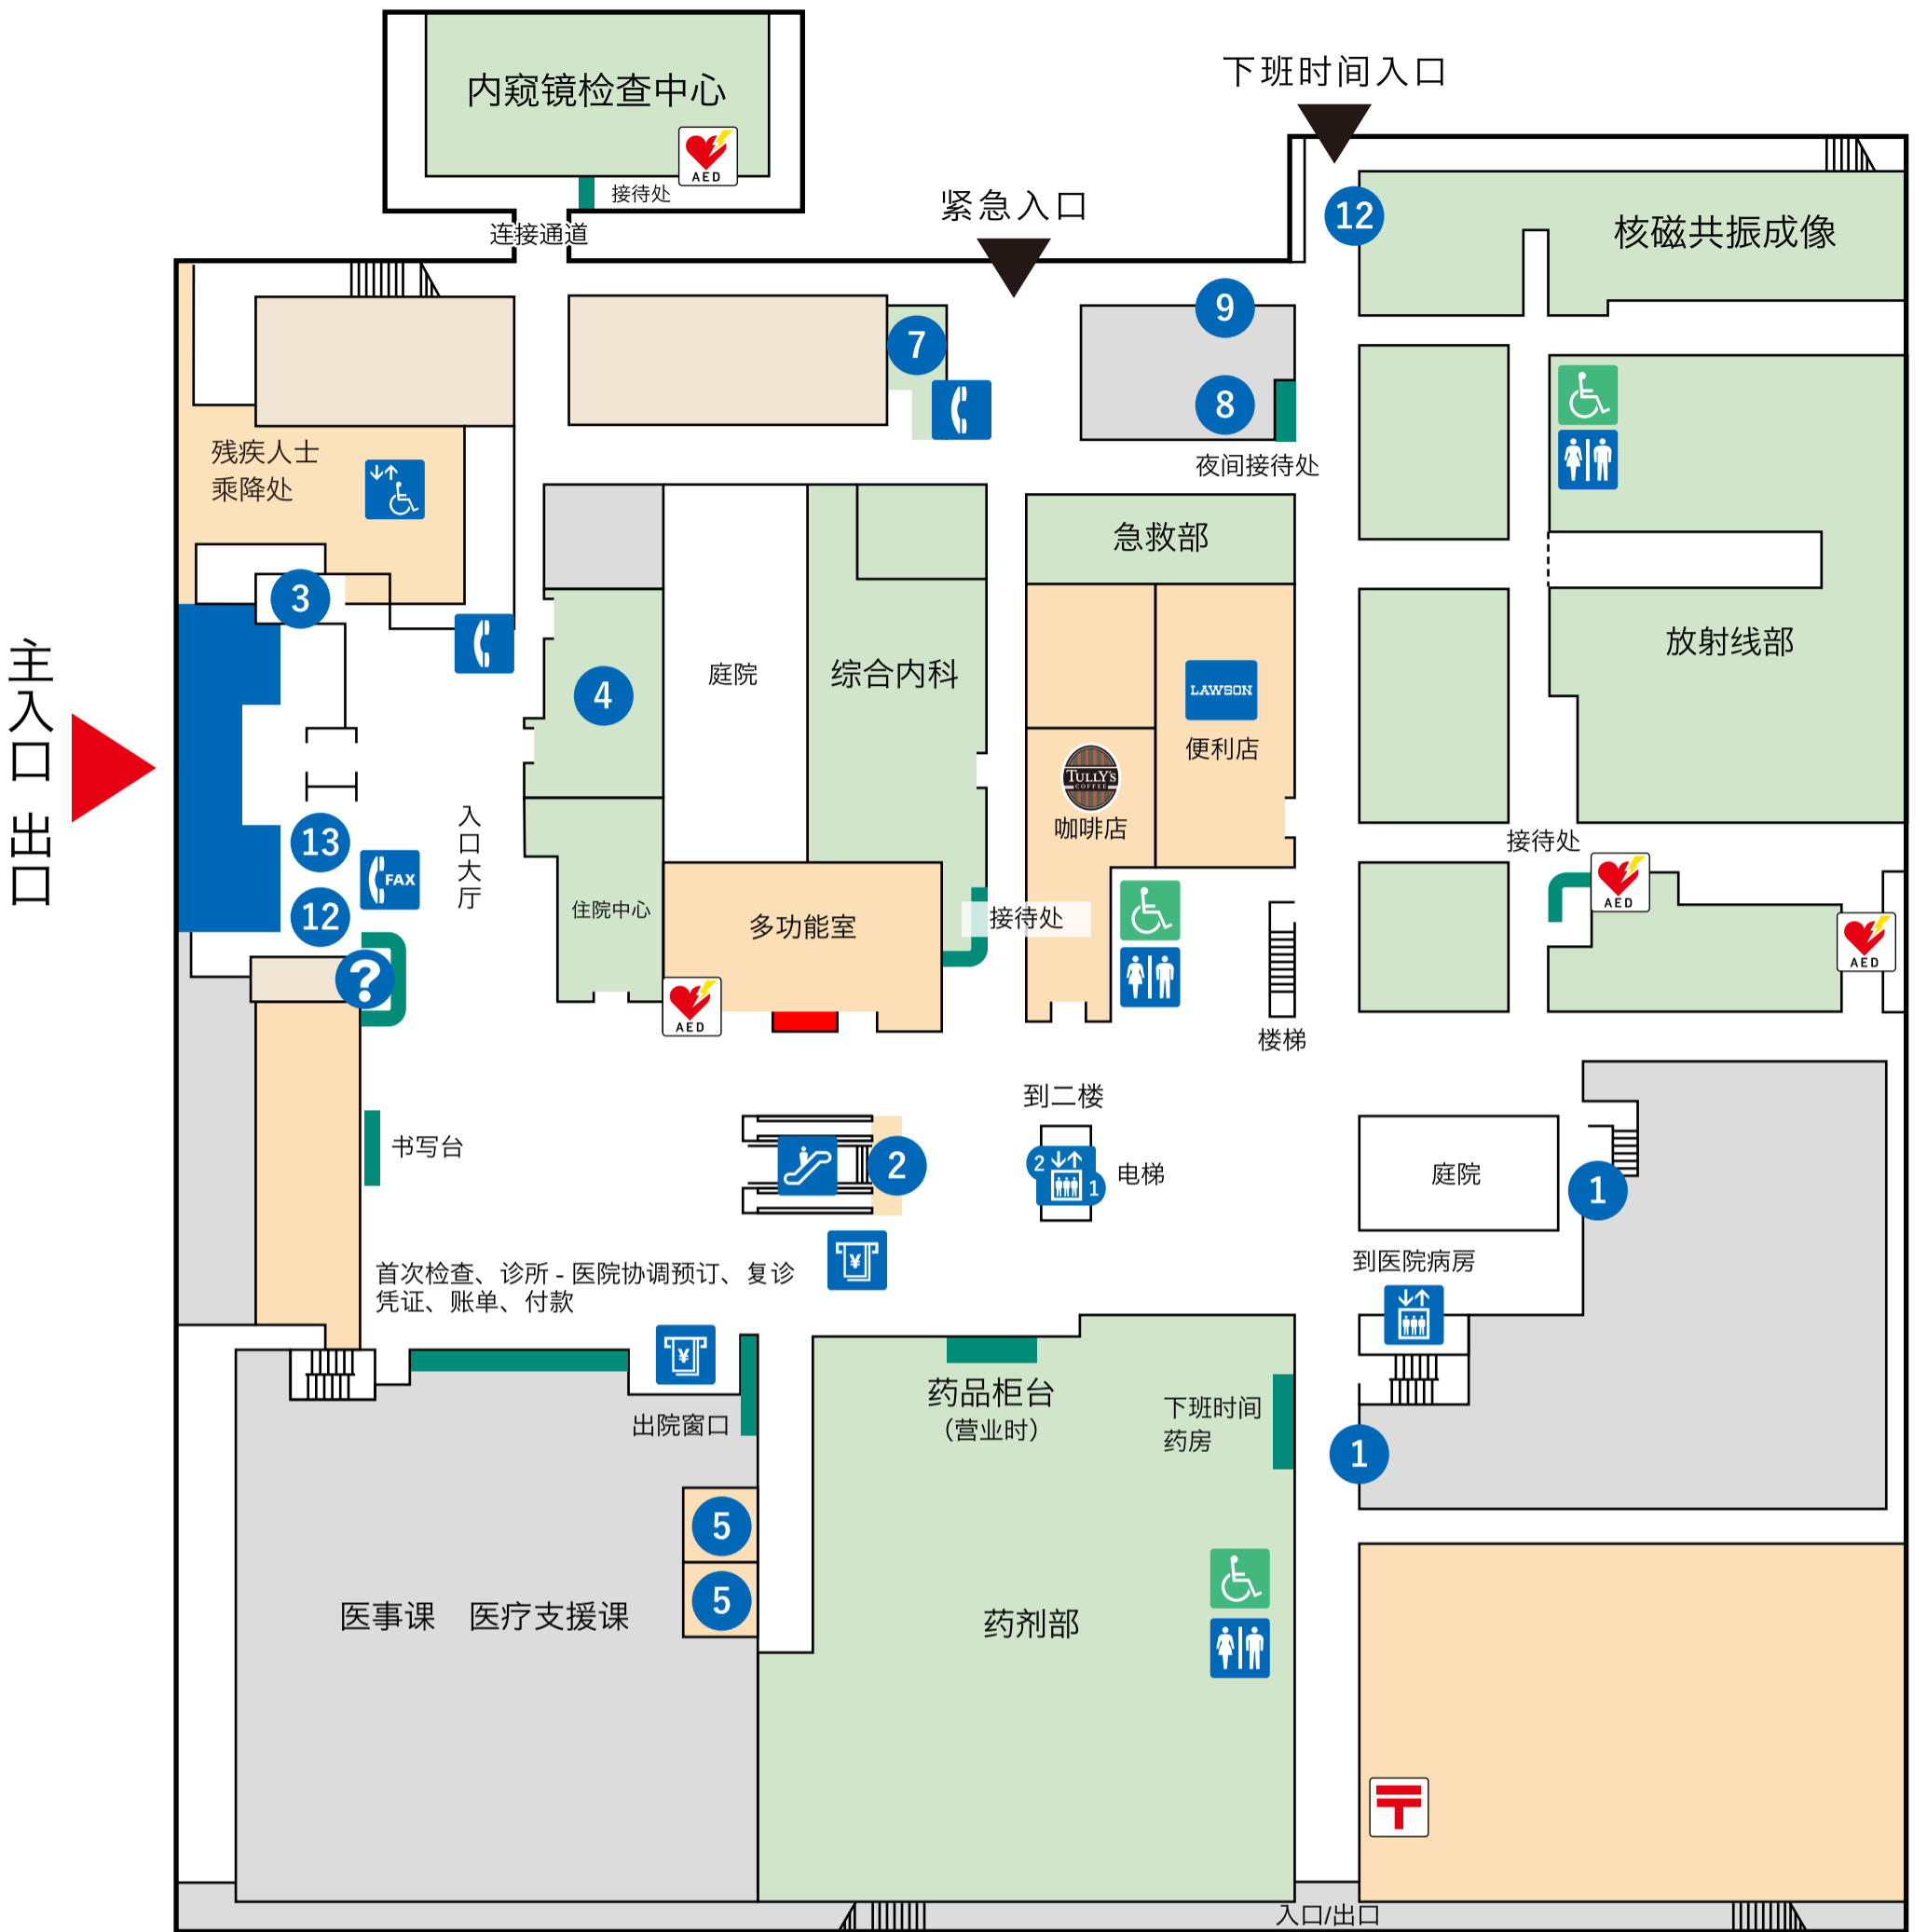 下班时间入口
内窥镜检查中心
AED
接待处
紧急入口
连接通道
12
核磁共振成像
9
7
8
残疾人士
乘降处
夜间接待处
急救部
3
主入口 出口
4
庭院
综合内科
LAWSON
便利店
放射线部
TULLY'S
COFFEE
咖啡店
入口大厅
13
FAX
12
接待处
AED
AED
住院中心
多功能室
接待处
?
AED
楼梯
到二楼
书写台
2
2
1
电梯
庭院
1
¥
到医院病房
首次检查、诊所 - 医院协调预订、复诊
凭证、账单、付款
¥
出院窗口
药品柜台
(营业时)
下班时间
药房
1
5
5
医事课 医疗支援课
药剂部
入口/出口